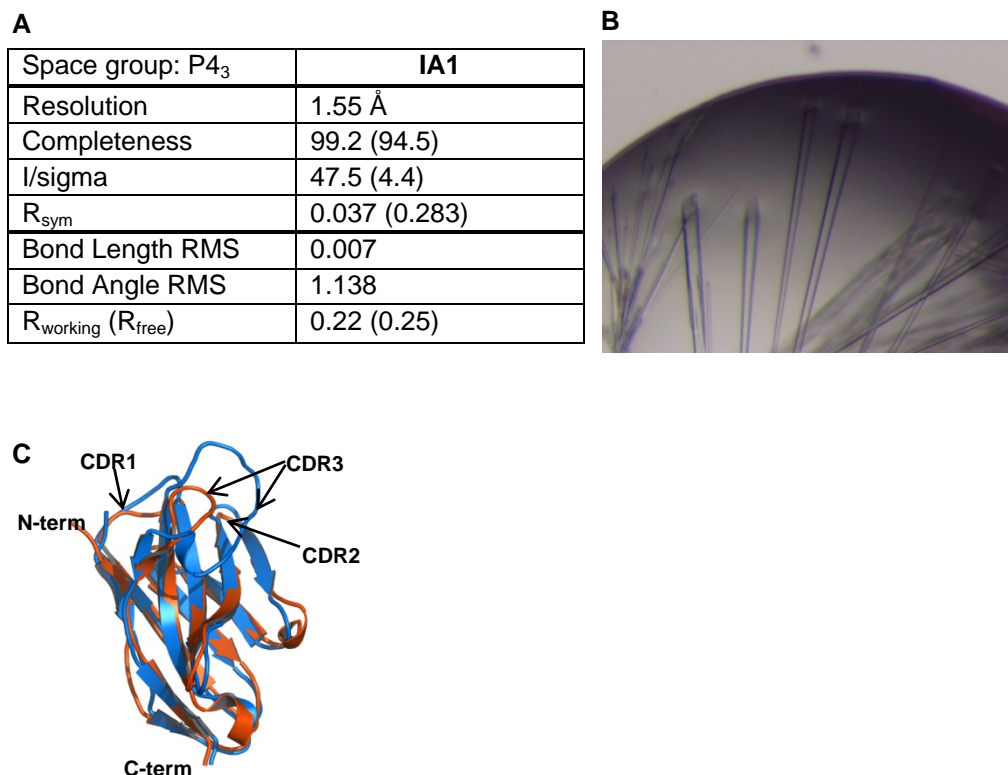 A
Space group: P4₃ IA1
Resolution 1.55 Å
Completeness 99.2 (94.5)
I/sigma 47.5 (4.4)
Rsym 0.037 (0.283)
Bond Length RMS 0.007
Bond Angle RMS 1.138
Rworking (Rfree) 0.22 (0.25)
B
C
CDR1
CDR3
N-term
CDR2
C-term